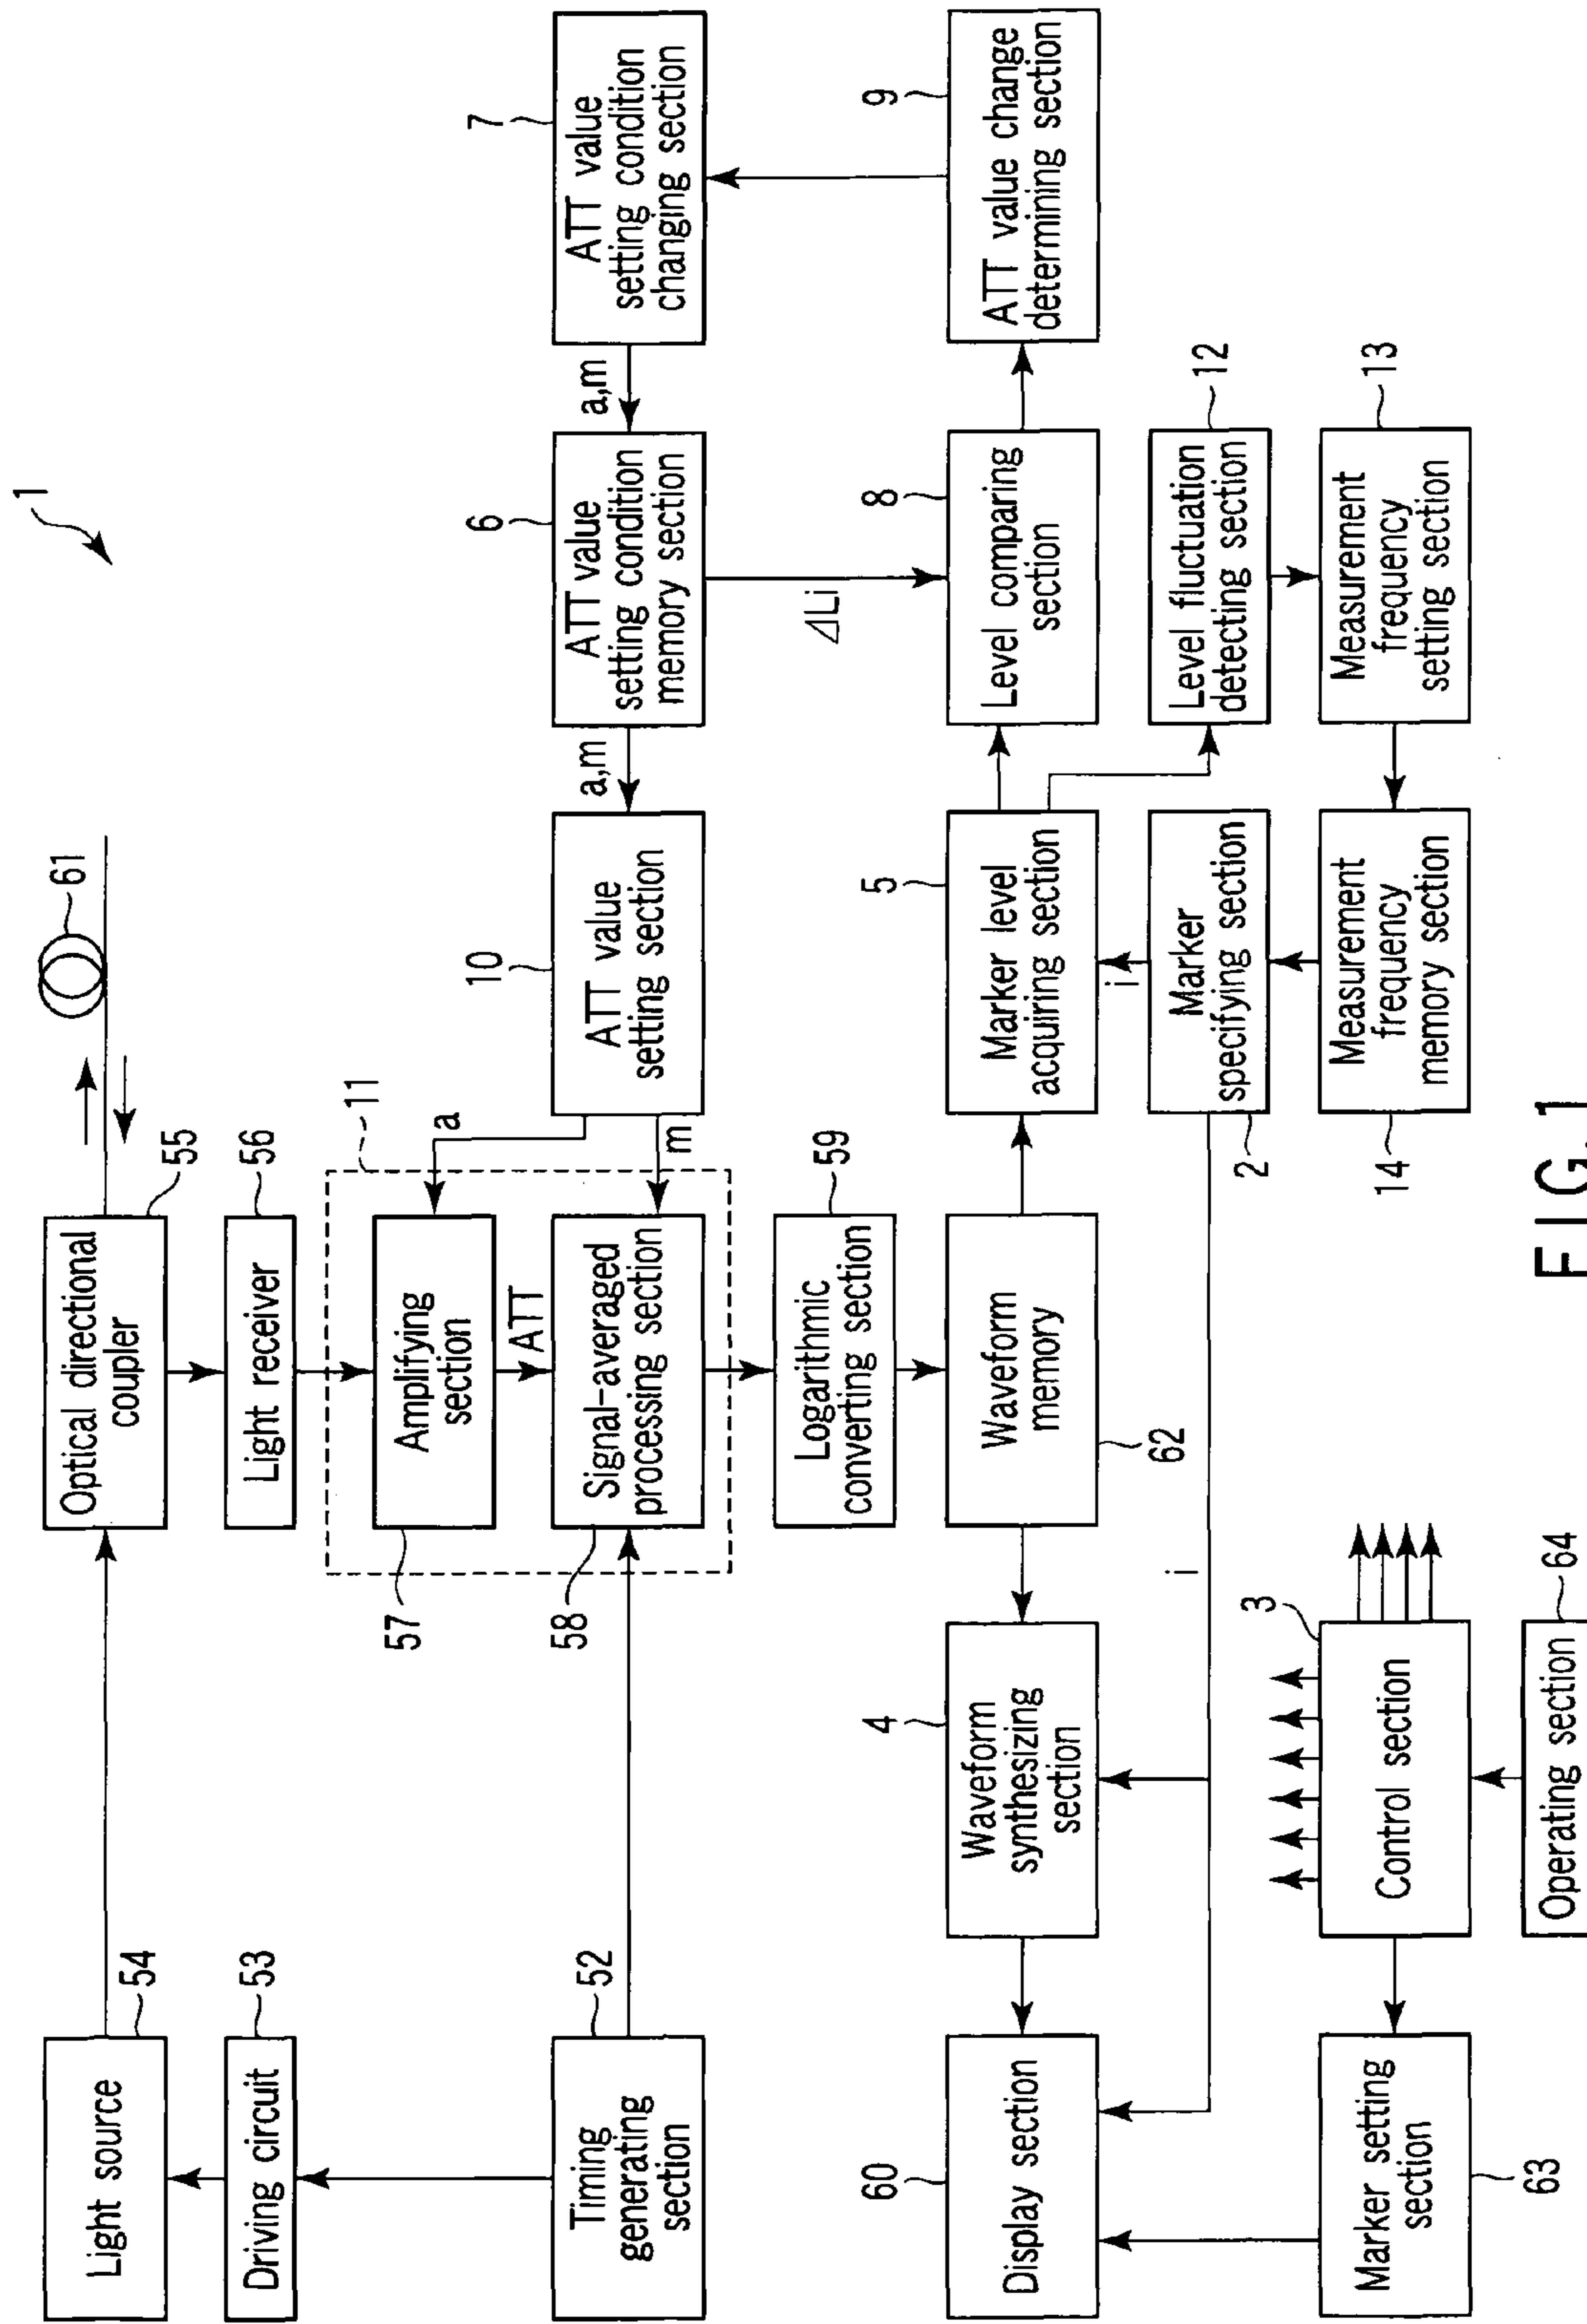 1
54
Light source
53
Driving circuit
52
Timing
generating
section
55
Optical directional
coupler
61
56
Light receiver
11
57
Amplifying
section
a
ATT
58
Signal-averaged
processing section
m
10
ATT value
setting section
a,m
6
ATT value
setting condition
memory section
a,m
7
ATT value
setting condition
changing section
59
Logarithmic
converting section
ΔLi
60
Display section
4
Waveform
synthesizing
section
62
Waveform
memory
5
Marker level
acquiring section
8
Level comparing
section
9
ATT value change
determining section
i
i
2
Marker
specifying section
12
Level fluctuation
detecting section
63
Marker setting
section
3
Control section
14
Measurement
frequency
memory section
13
Measurement
frequency
setting section
64
Operating section
FIG. 1